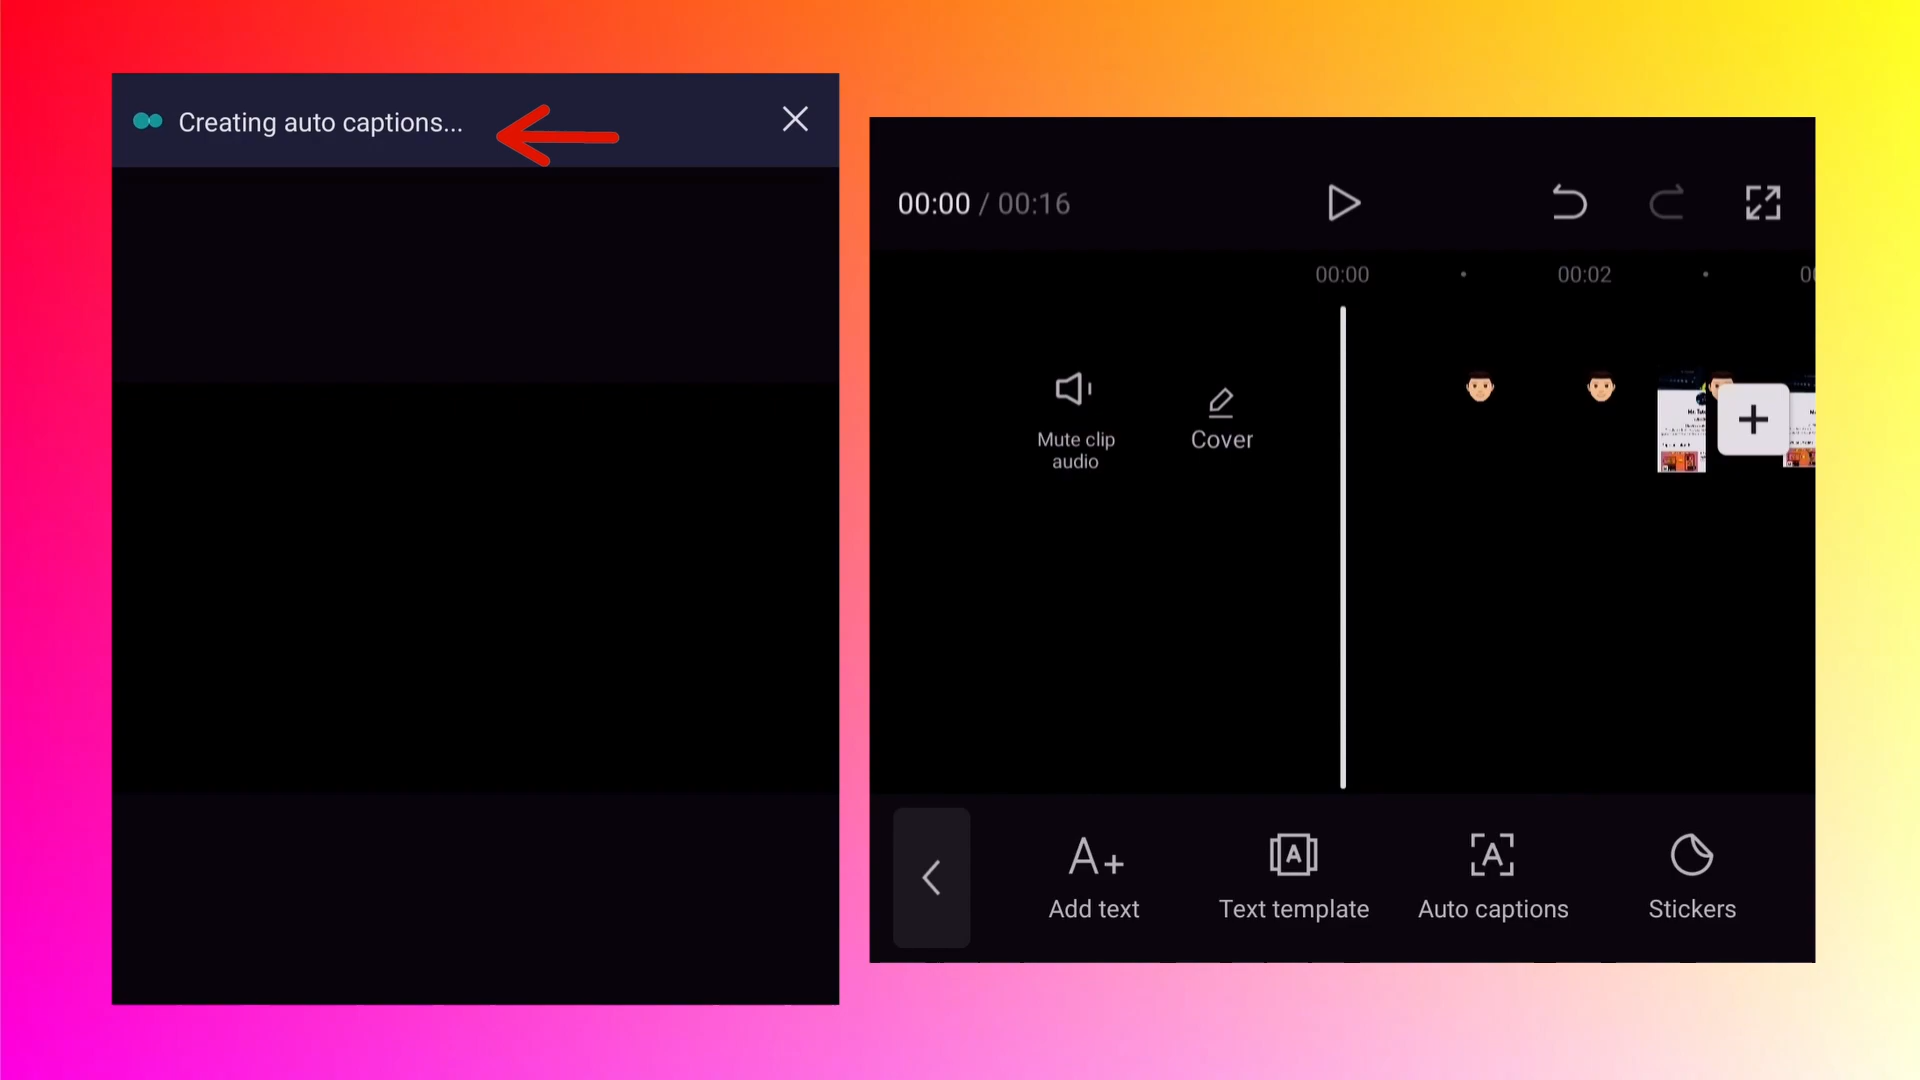 Creating auto captions...
00:00 / 00:16
00:00
00:02
Mute clip
audio
Cover
Add text
Text template
Auto captions
Stickers